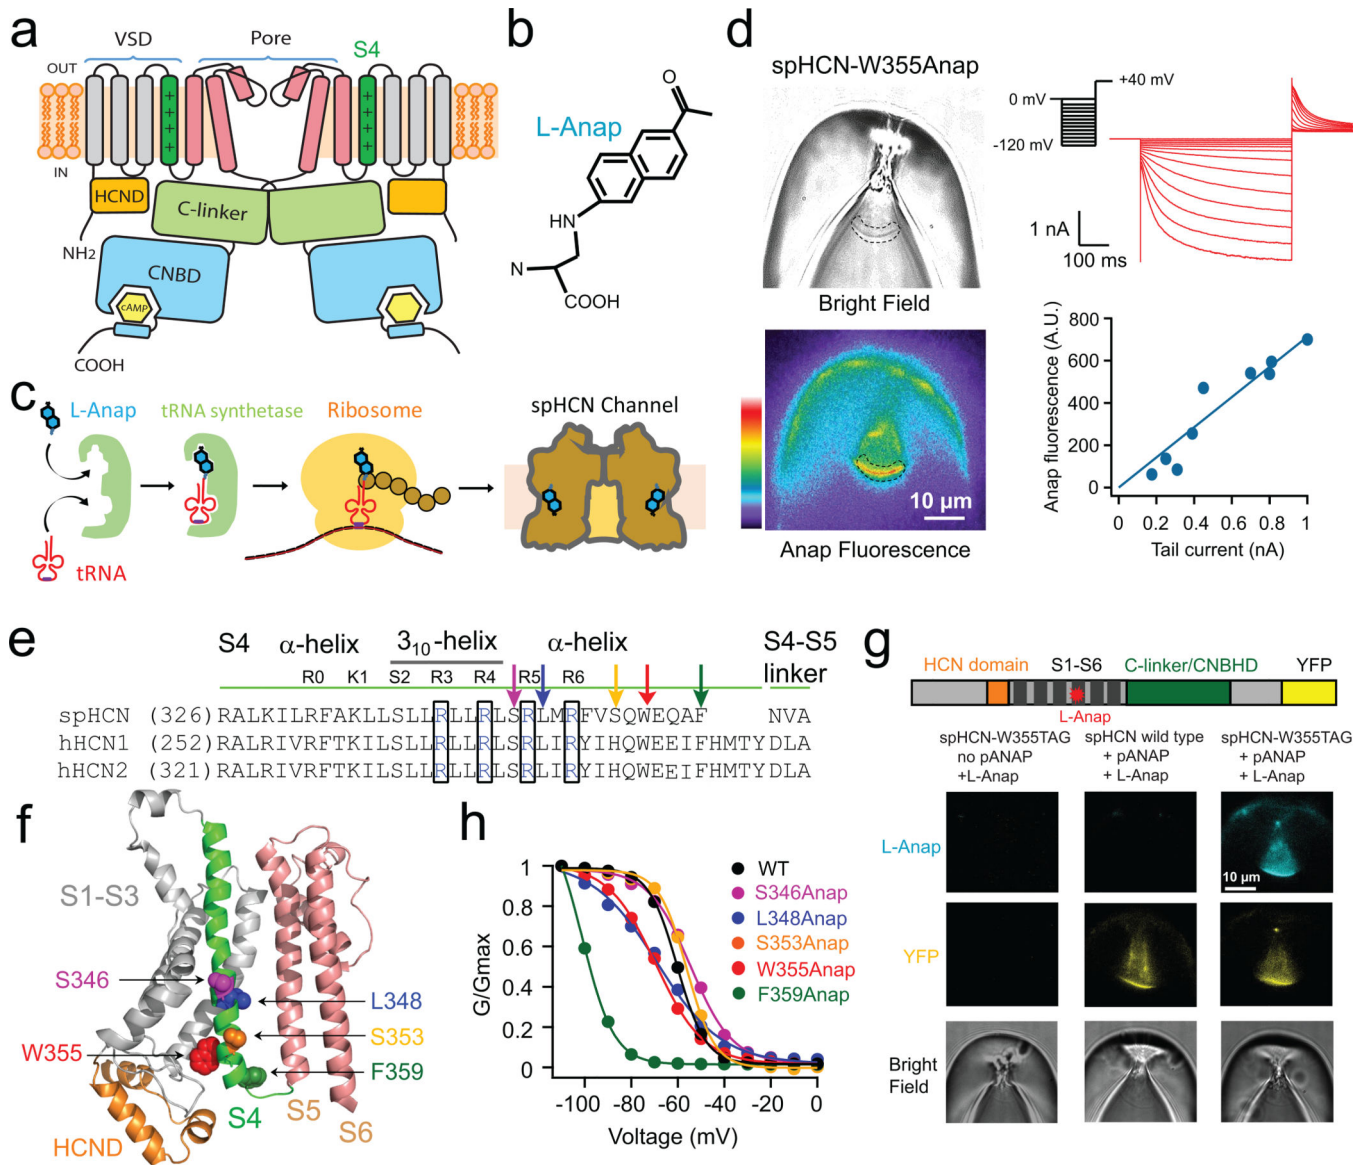 a
VSD
Pore
S4
OUT
IN
+
+
+
+
+
+
+
+
HCND
C-linker
NH2
CNBD
cAMP
COOH
b
L-Anap
O
HN
N
COOH
c
L-Anap
tRNA synthetase
Ribosome
spHCN Channel
tRNA
d
spHCN-W355Anap
Bright Field
10 µm
Anap Fluorescence
+40 mV
0 mV
-120 mV
1 nA
100 ms
Anap fluorescence (A.U.)
800
600
400
200
0
0
0.2
0.4
0.6
0.8
1
Tail current (nA)
e
S4
α-helix
3₁₀-helix
α-helix
S4-S5 linker
R0 K1 S2 R3 R4 R5 R6
spHCN (326) RALKILRFAKLLSLLRLLRLSRLMRFVSQWEQAF NVA
hHCN1 (252) RALRIVRFTKILSLLRLLRLSRLIRYIHQWEEIFHMTYDLA
hHCN2 (321) RALRIVRFTKILSLLRLLRLSRLIRYIHQWEEIFHMTYDLA
f
S1-S3
S346
L348
S353
W355
F359
S4
S5
S6
HCND
g
HCN domain
S1-S6
C-linker/CNBHD
YFP
L-Anap
spHCN-W355TAG
no pANAP
+L-Anap
spHCN wild type
+ pANAP
+ L-Anap
spHCN-W355TAG
+ pANAP
+ L-Anap
L-Anap
10 µm
YFP
Bright
Field
h
G/Gmax
1
0.8
0.6
0.4
0.2
0
WT
S346Anap
L348Anap
S353Anap
W355Anap
F359Anap
-100
-80
-60
-40
-20
0
Voltage (mV)